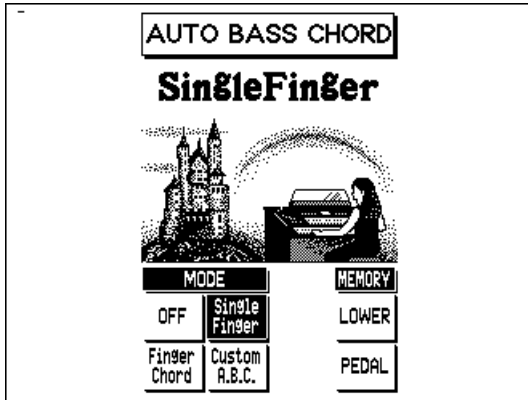 AUTO BASS CHORD
SingleFinger
MODE
MEMORY
OFF
Single
Finger
LOWER
Finger
Chord
Custom
A.B.C.
PEDAL